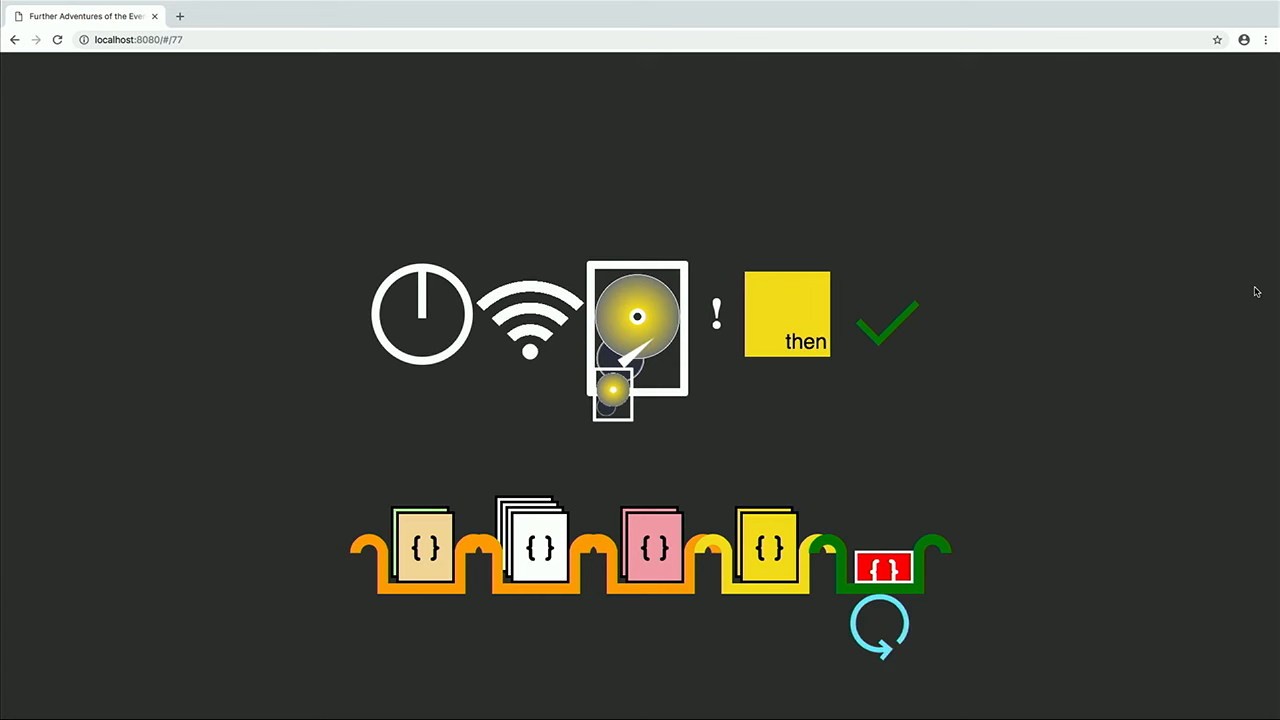 Further Adventures of the Eve
localhost:8080/#/77
!
then
{ } { } { } { } { }